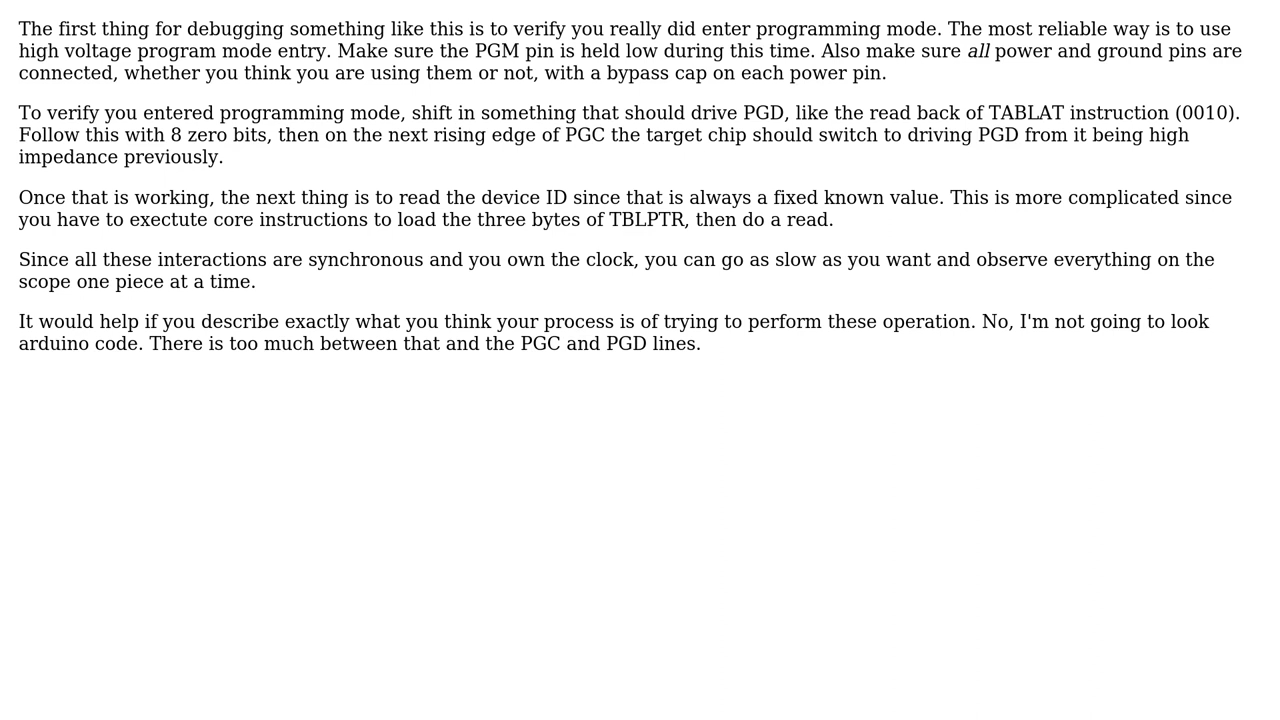 The first thing for debugging something like this is to verify you really did enter programming mode. The most reliable way is to use
high voltage program mode entry. Make sure the PGM pin is held low during this time. Also make sure all power and ground pins are
connected, whether you think you are using them or not, with a bypass cap on each power pin.
To verify you entered programming mode, shift in something that should drive PGD, like the read back of TABLAT instruction (0010).
Follow this with 8 zero bits, then on the next rising edge of PGC the target chip should switch to driving PGD from it being high
impedance previously.
Once that is working, the next thing is to read the device ID since that is always a fixed known value. This is more complicated since
you have to exectute core instructions to load the three bytes of TBLPTR, then do a read.
Since all these interactions are synchronous and you own the clock, you can go as slow as you want and observe everything on the
scope one piece at a time.
It would help if you describe exactly what you think your process is of trying to perform these operation. No, I'm not going to look
arduino code. There is too much between that and the PGC and PGD lines.